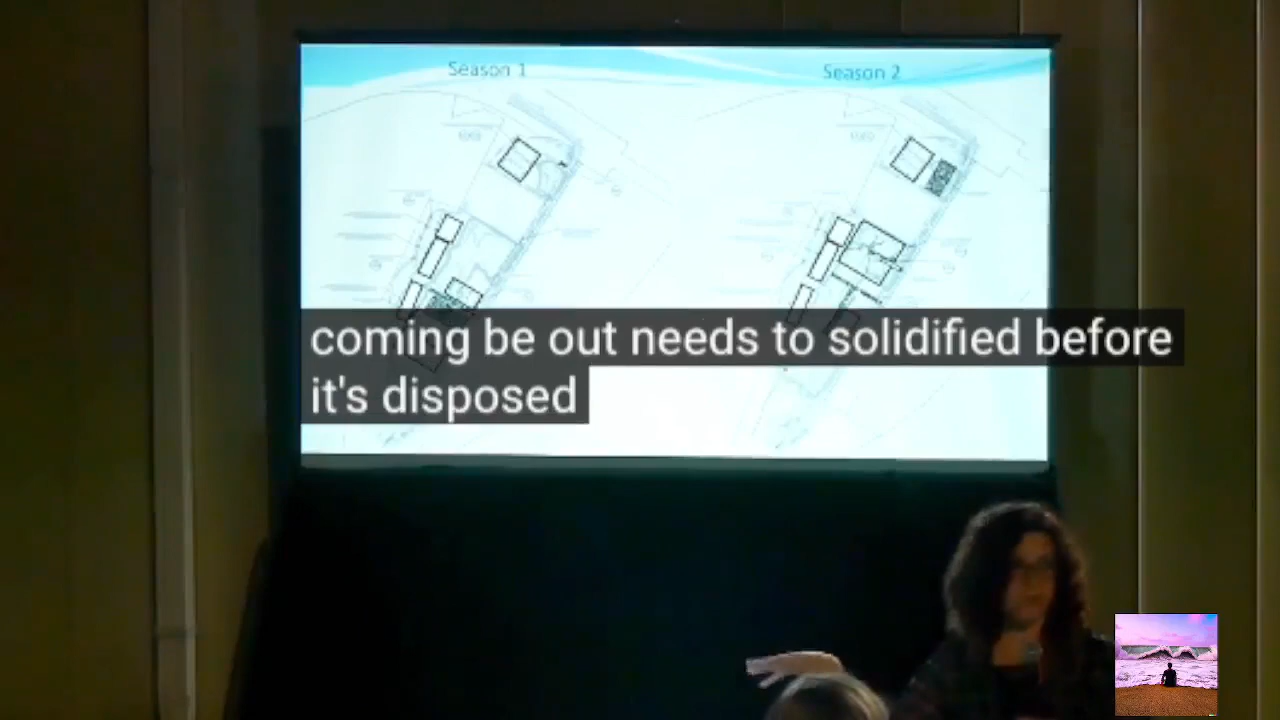 Season 1
Season 2
coming be out needs to solidified before
it's disposed